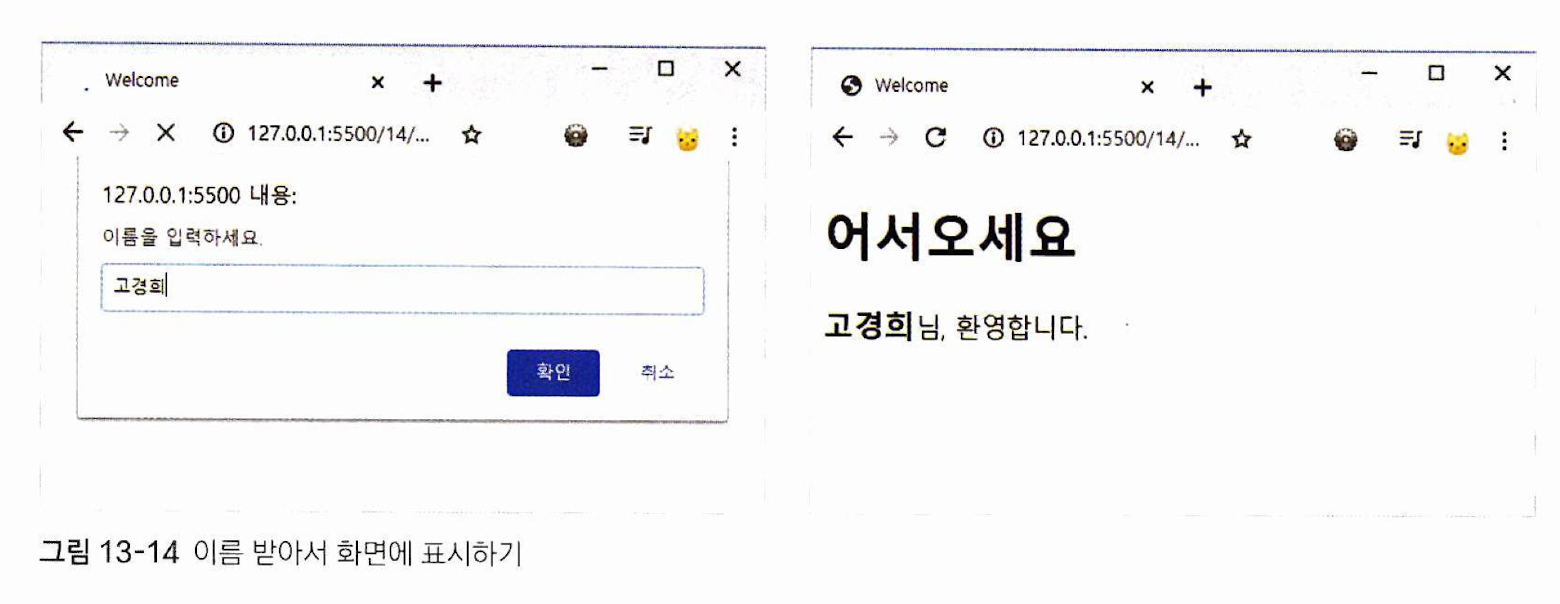 Welcome
127.0.0.1:5500/14/...
127.0.0.1:5500 내용:
이름을 입력하세요.
고경희
확인 취소
Welcome
127.0.0.1:5500/14/...
어서오세요
고경희님, 환영합니다.
그림 13-14 이름 받아서 화면에 표시하기